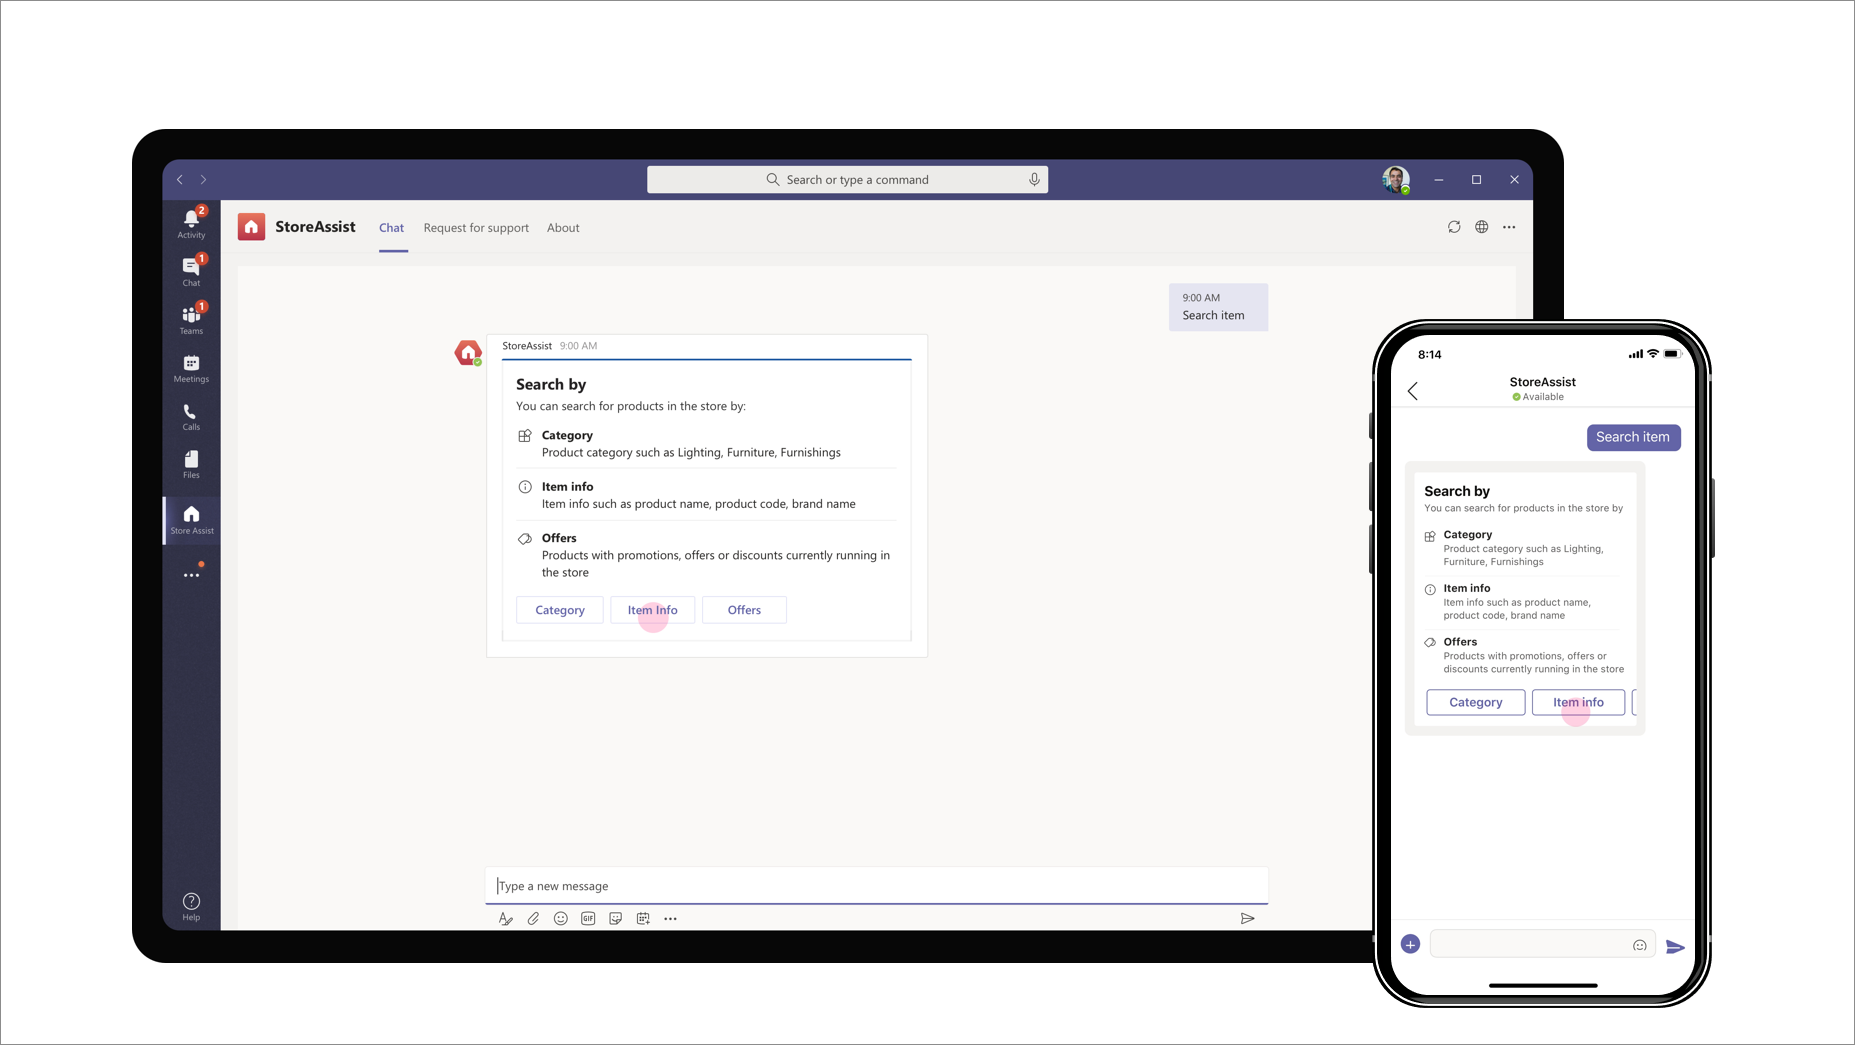 Search or type a command
2
Activity
1
Chat
1
Teams
Meetings
Calls
Files
Store Assist
Help
StoreAssist
Chat
Request for support
About
9:00 AM
Search item
StoreAssist 9:00 AM
Search by
You can search for products in the store by:
Category
Product category such as Lighting, Furniture, Furnishings
Item info
Item info such as product name, product code, brand name
Offers
Products with promotions, offers or discounts currently running in
the store
Category
Item Info
Offers
Type a new message
GIF
8:14
StoreAssist
Available
Search item
Search by
You can search for products in the store by
Category
Product category such as Lighting,
Furniture, Furnishings
Item info
Item info such as product name,
product code, brand name
Offers
Products with promotions, offers or
discounts currently running in the store
Category
Item info